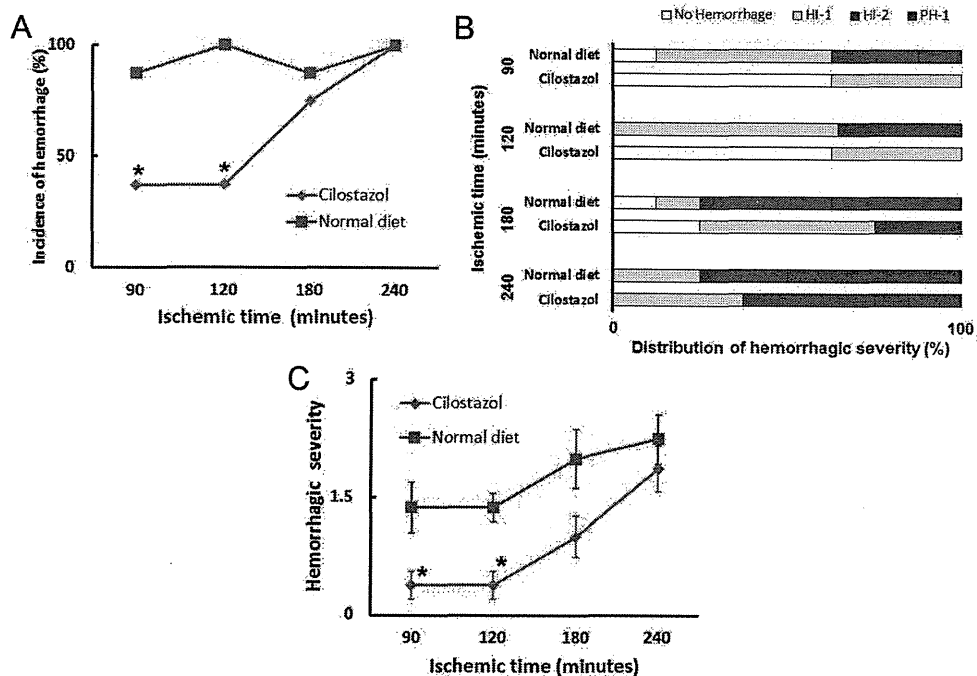 A
Incidence of hemorrhage (%)
100
50
0
*
*
Cilostazol
Normal diet
90 120 180 240
Ischemic time (minutes)
B
No Hemorrhage HI-1 HI-2 PH-1
Ischemic time (minutes)
90
Normal diet
Cilostazol
120
Normal diet
Cilostazol
180
Normal diet
Cilostazol
240
Normal diet
Cilostazol
0 100
Distribution of hemorrhagic severity (%)
C
Hemorrhagic severity
3
1.5
0
Cilostazol
Normal diet
*
*
90 120 180 240
Ischemic time (minutes)